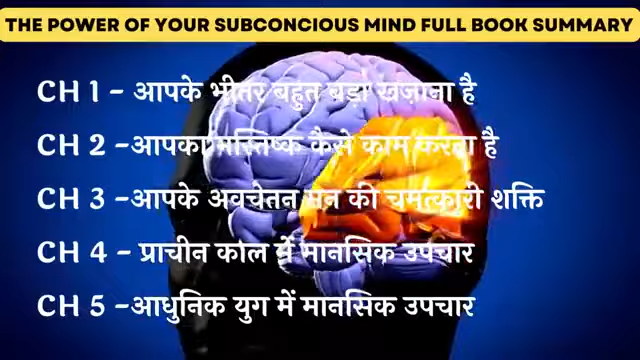 THE POWER OF YOUR SUBCONCIOUS MIND FULL BOOK SUMMARY
CH 1 - आपके भीतर बहुत बड़ा खज़ाना है
CH 2 -आपका मस्तिष्क कैसे काम करता है
CH 3 -आपके अवचेतन मन की चमत्कारी शक्ति
CH 4 - प्राचीन काल में मानसिक उपचार
CH 5 -आधुनिक युग में मानसिक उपचार